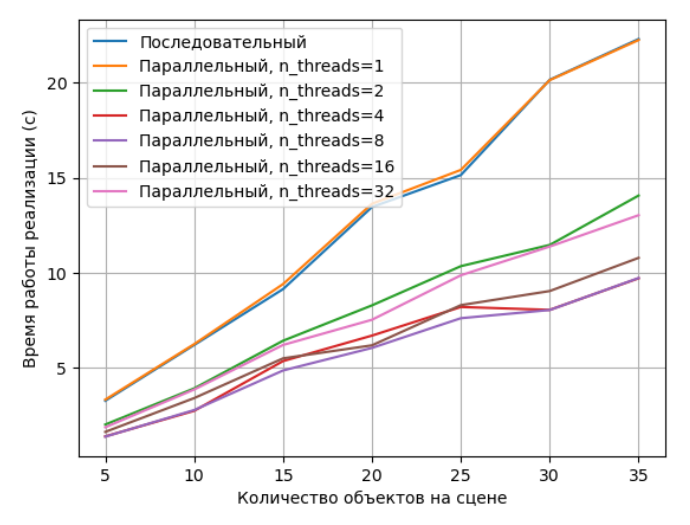 Последовательный
Параллельный, n_threads=1
Параллельный, n_threads=2
Параллельный, n_threads=4
Параллельный, n_threads=8
Параллельный, n_threads=16
Параллельный, n_threads=32
Время работы реализации (с)
20
15
10
5
5 10 15 20 25 30 35
Количество объектов на сцене